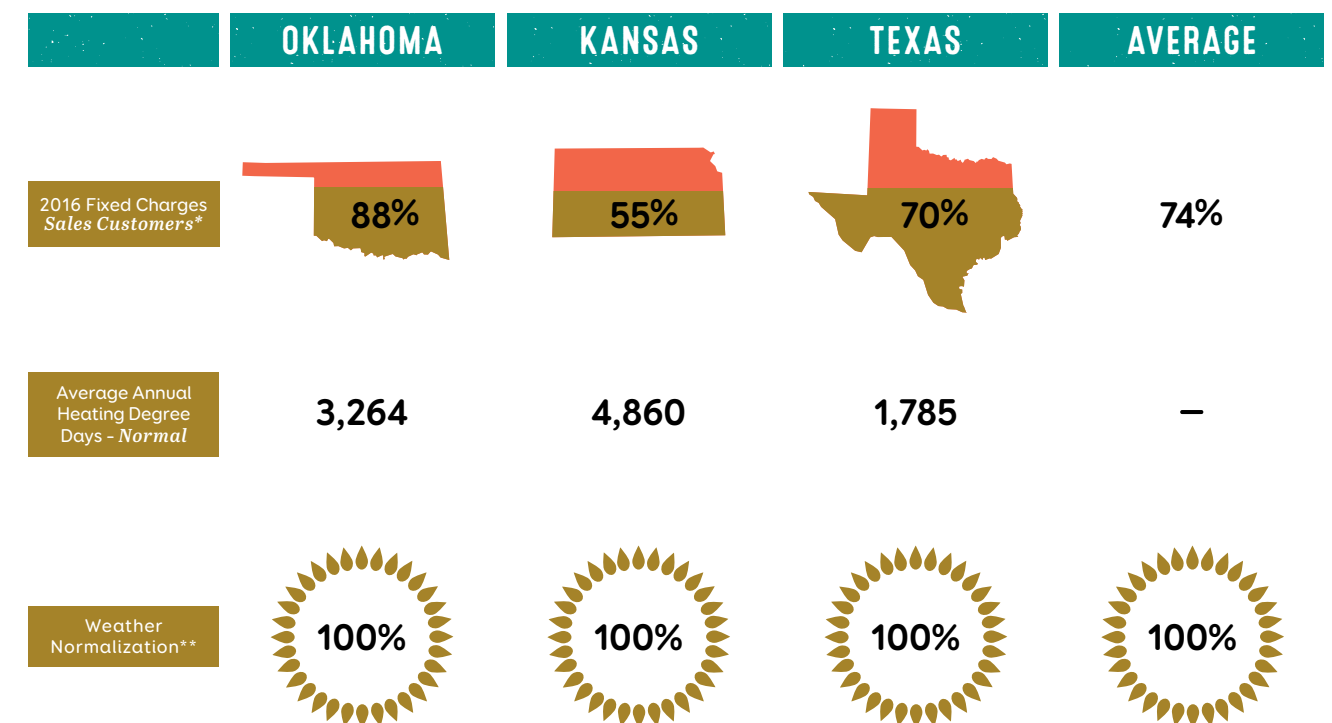 OKLAHOMA KANSAS TEXAS AVERAGE
2016 Fixed Charges
Sales Customers*
88% 55% 70% 74%
Average Annual
Heating Degree
Days - Normal
3,264 4,860 1,785 –
Weather
Normalization**
100% 100% 100% 100%